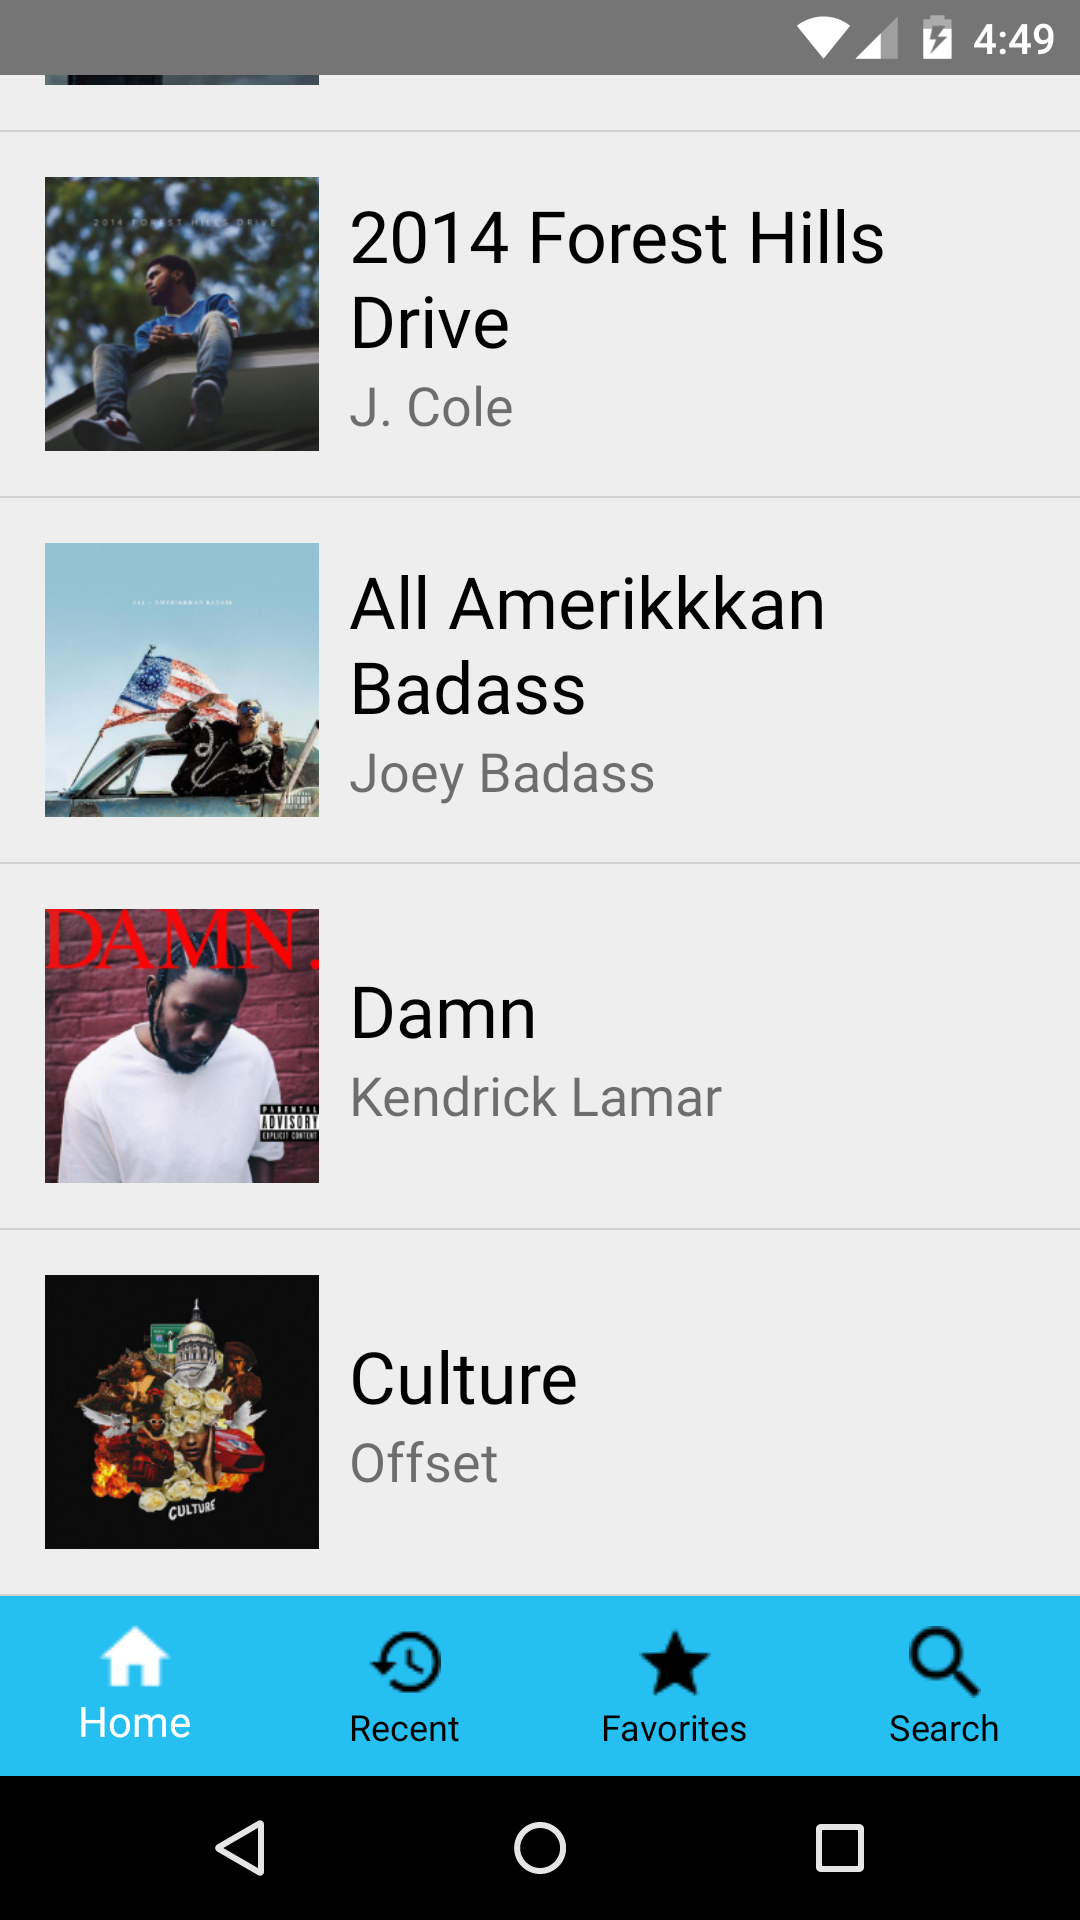 4:49
2014 FOREST HILLS DRIVE
2014 Forest Hills
Drive
J. Cole
ALL - AMERIKKKAN BADA$$
All Amerikkkan
Badass
Joey Badass
DAMN.
PARENTAL
ADVISORY
EXPLICIT CONTENT
Damn
Kendrick Lamar
CULTURE
Culture
Offset
Home
Recent
Favorites
Search